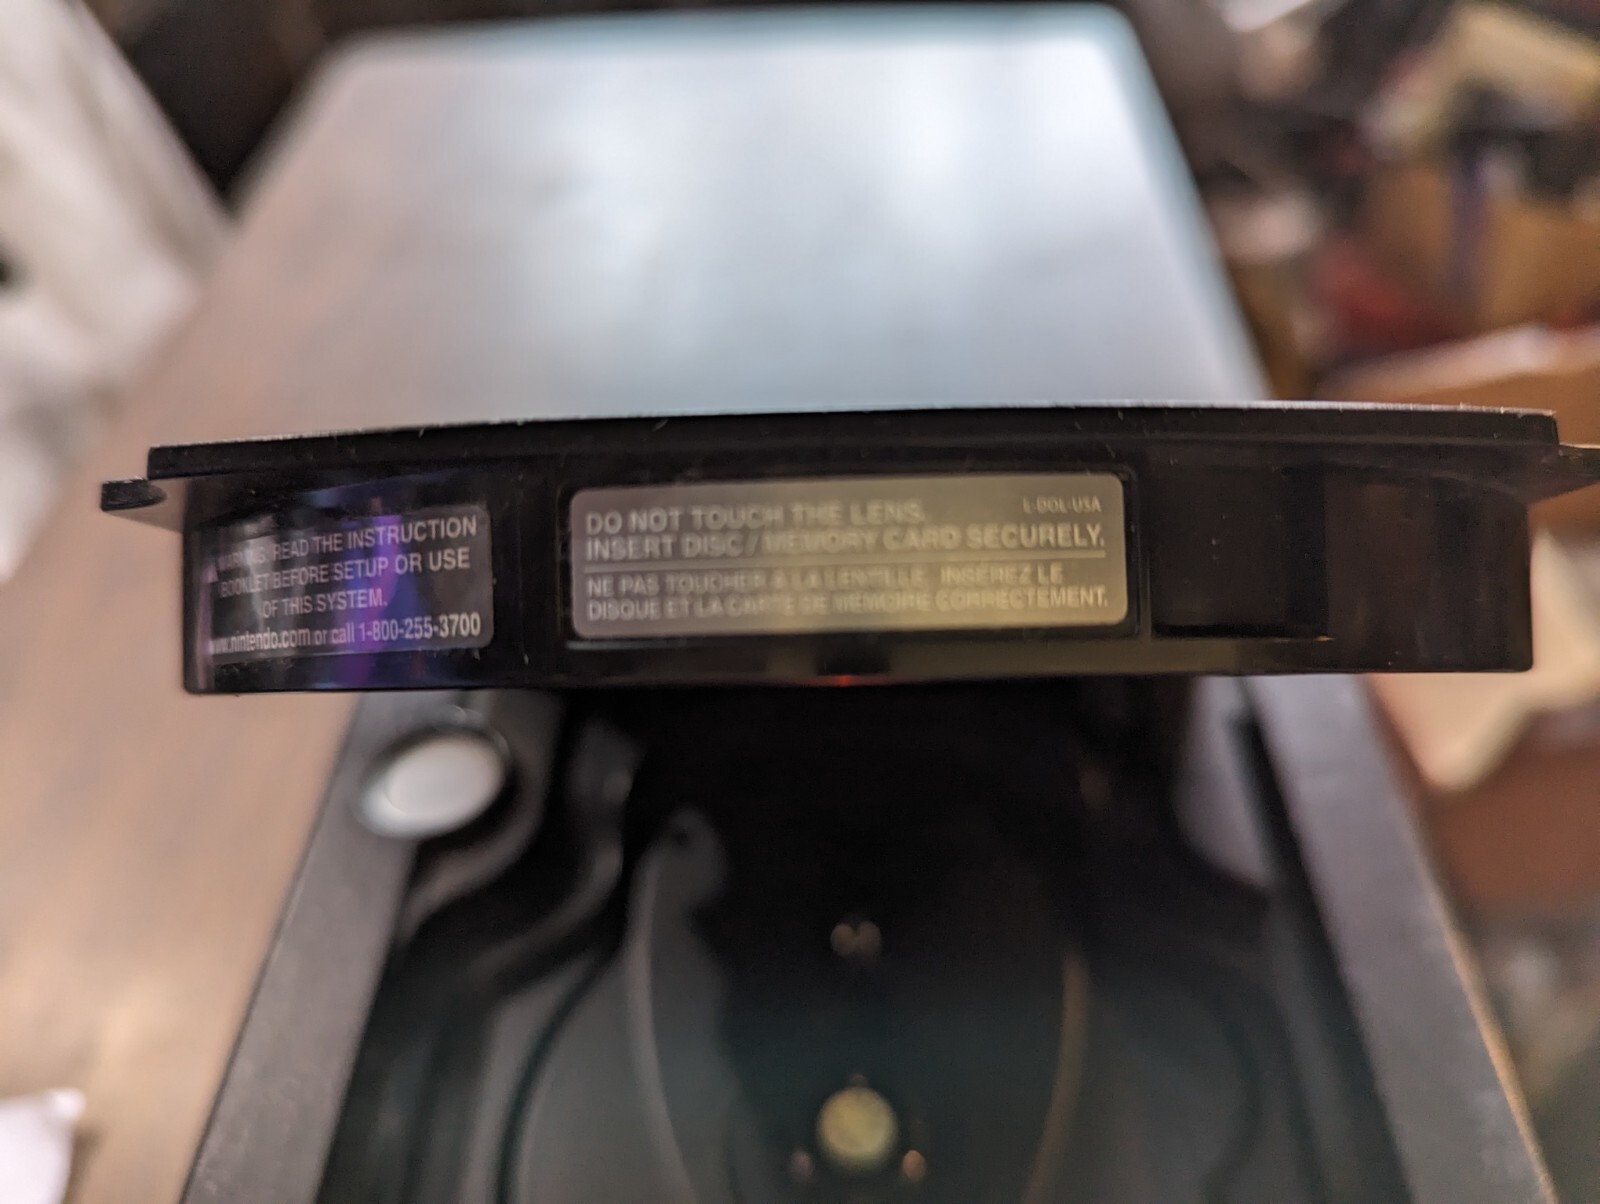 WARNING: READ THE INSTRUCTION
BOOKLET BEFORE SETUP OR USE
OF THIS SYSTEM.
www.nintendo.com or call 1-800-255-3700
DO NOT TOUCH THE LENS.
L-DOL-USA
INSERT DISC / MEMORY CARD SECURELY.
NE PAS TOUCHER À LA LENTILLE. INSÉREZ LE
DISQUE ET LA CARTE DE MÉMOIRE CORRECTEMENT.